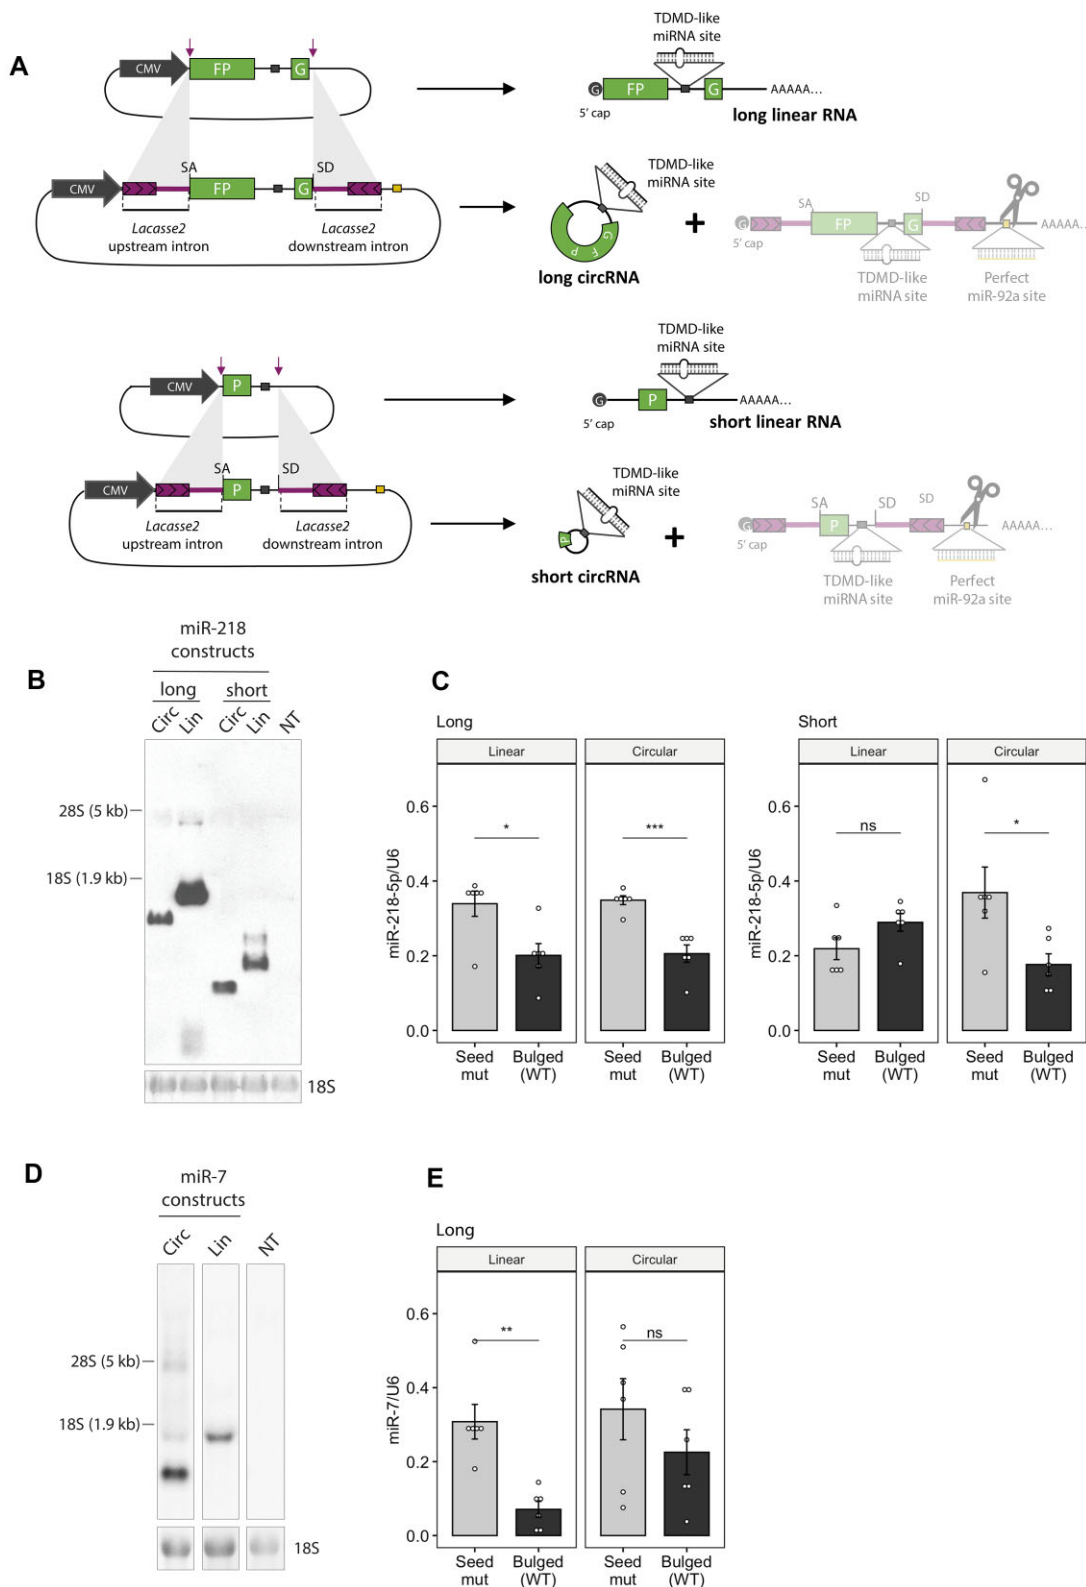 A
CMV
FP
G
TDMD-like
miRNA site
G
FP
G
AAAAA...
5' cap
long linear RNA
CMV
SA
FP
G
SD
Lacasse2
upstream intron
Lacasse2
downstream intron
TDMD-like
miRNA site
G F P
long circRNA
+
G
5' cap
SA
FP
G
SD
AAAAA...
TDMD-like
miRNA site
Perfect
miR-92a site
CMV
P
TDMD-like
miRNA site
G
P
AAAAA...
5' cap
short linear RNA
CMV
SA
P
SD
Lacasse2
upstream intron
Lacasse2
downstream intron
TDMD-like
miRNA site
P
short circRNA
+
G
5' cap
SA
P
SD
SD
AAAAA...
TDMD-like
miRNA site
Perfect
miR-92a site
B
miR-218
constructs
long
short
Circ
Lin
Circ
Lin
NT
28S (5 kb)
18S (1.9 kb)
18S
C
Long
Linear
Circular
miR-218-5p/U6
0.6
0.4
0.2
0.0
*
***
Seed
mut
Bulged
(WT)
Seed
mut
Bulged
(WT)
Short
Linear
Circular
miR-218-5p/U6
0.6
0.4
0.2
0.0
ns
*
Seed
mut
Bulged
(WT)
Seed
mut
Bulged
(WT)
D
miR-7
constructs
Circ
Lin
NT
28S (5 kb)
18S (1.9 kb)
18S
E
Long
Linear
Circular
miR-7/U6
0.6
0.4
0.2
0.0
**
ns
Seed
mut
Bulged
(WT)
Seed
mut
Bulged
(WT)